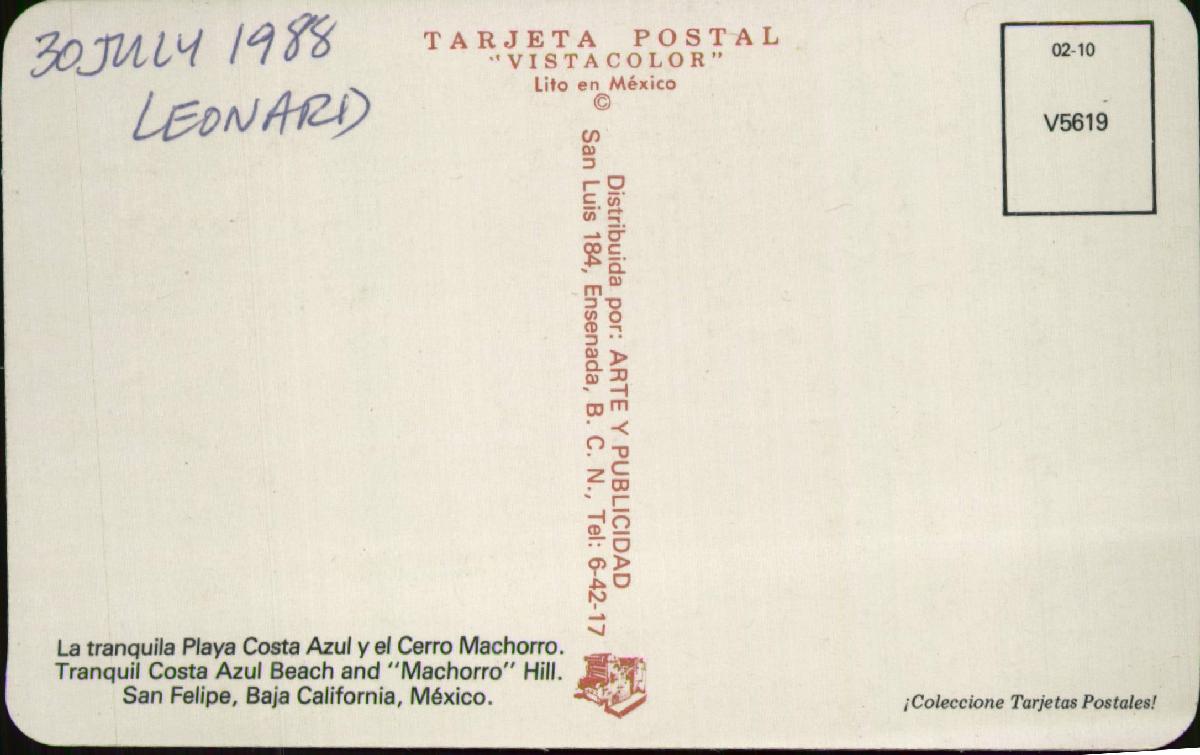 30 JULY 1988
LEONARD
TARJETA POSTAL
"VISTACOLOR"
Lito en México
©
Distribuida por: ARTE Y PUBLICIDAD
San Luis 184, Ensenada, B. C. N., Tel: 6-42-17
02-10
V5619
La tranquila Playa Costa Azul y el Cerro Machorro.
Tranquil Costa Azul Beach and "Machorro" Hill.
San Felipe, Baja California, México.
¡Coleccione Tarjetas Postales!